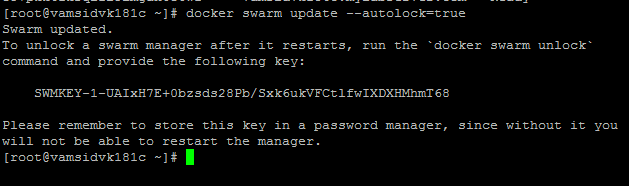 [root@vamsidvk181c ~]# docker swarm update --autolock=true
Swarm updated.
To unlock a swarm manager after it restarts, run the `docker swarm unlock`
command and provide the following key:
SWMKEY-1-UAIxH7E+0bzsds28Pb/Sxk6ukVFCtlfwIXDXHMhmT68
Please remember to store this key in a password manager, since without it you
will not be able to restart the manager.
[root@vamsidvk181c ~]#